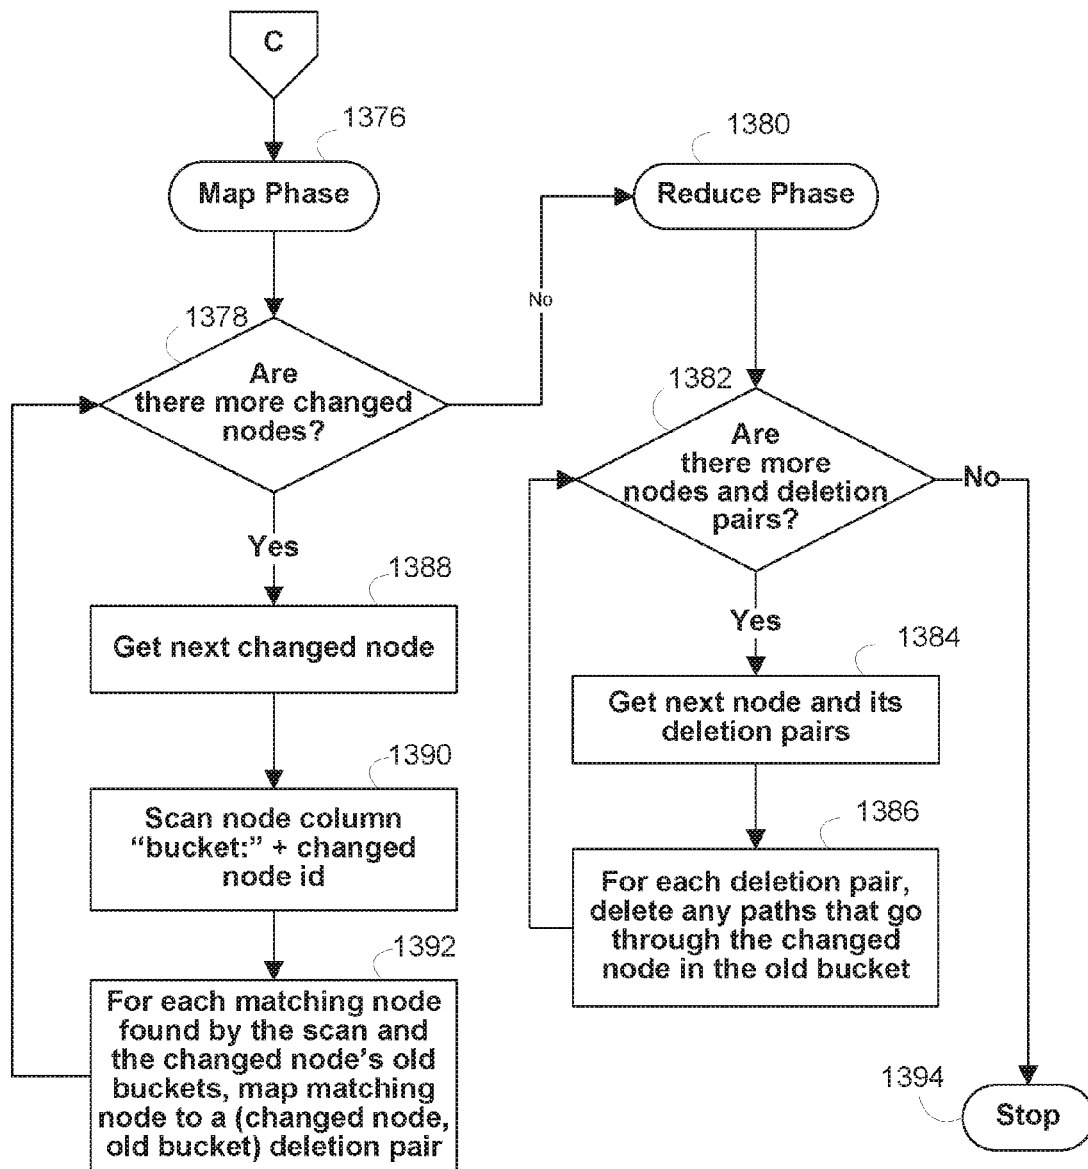 C
1376
Map Phase
1378
Are
there more changed
nodes?
Yes
1388
Get next changed node
1390
Scan node column
“bucket:” + changed
node id
1392
For each matching node
found by the scan and
the changed node’s old
buckets, map matching
node to a (changed node,
old bucket) deletion pair
No
1380
Reduce Phase
1382
Are
there more
nodes and deletion
pairs?
No
Yes
1384
Get next node and its
deletion pairs
1386
For each deletion pair,
delete any paths that go
through the changed
node in the old bucket
1394
Stop